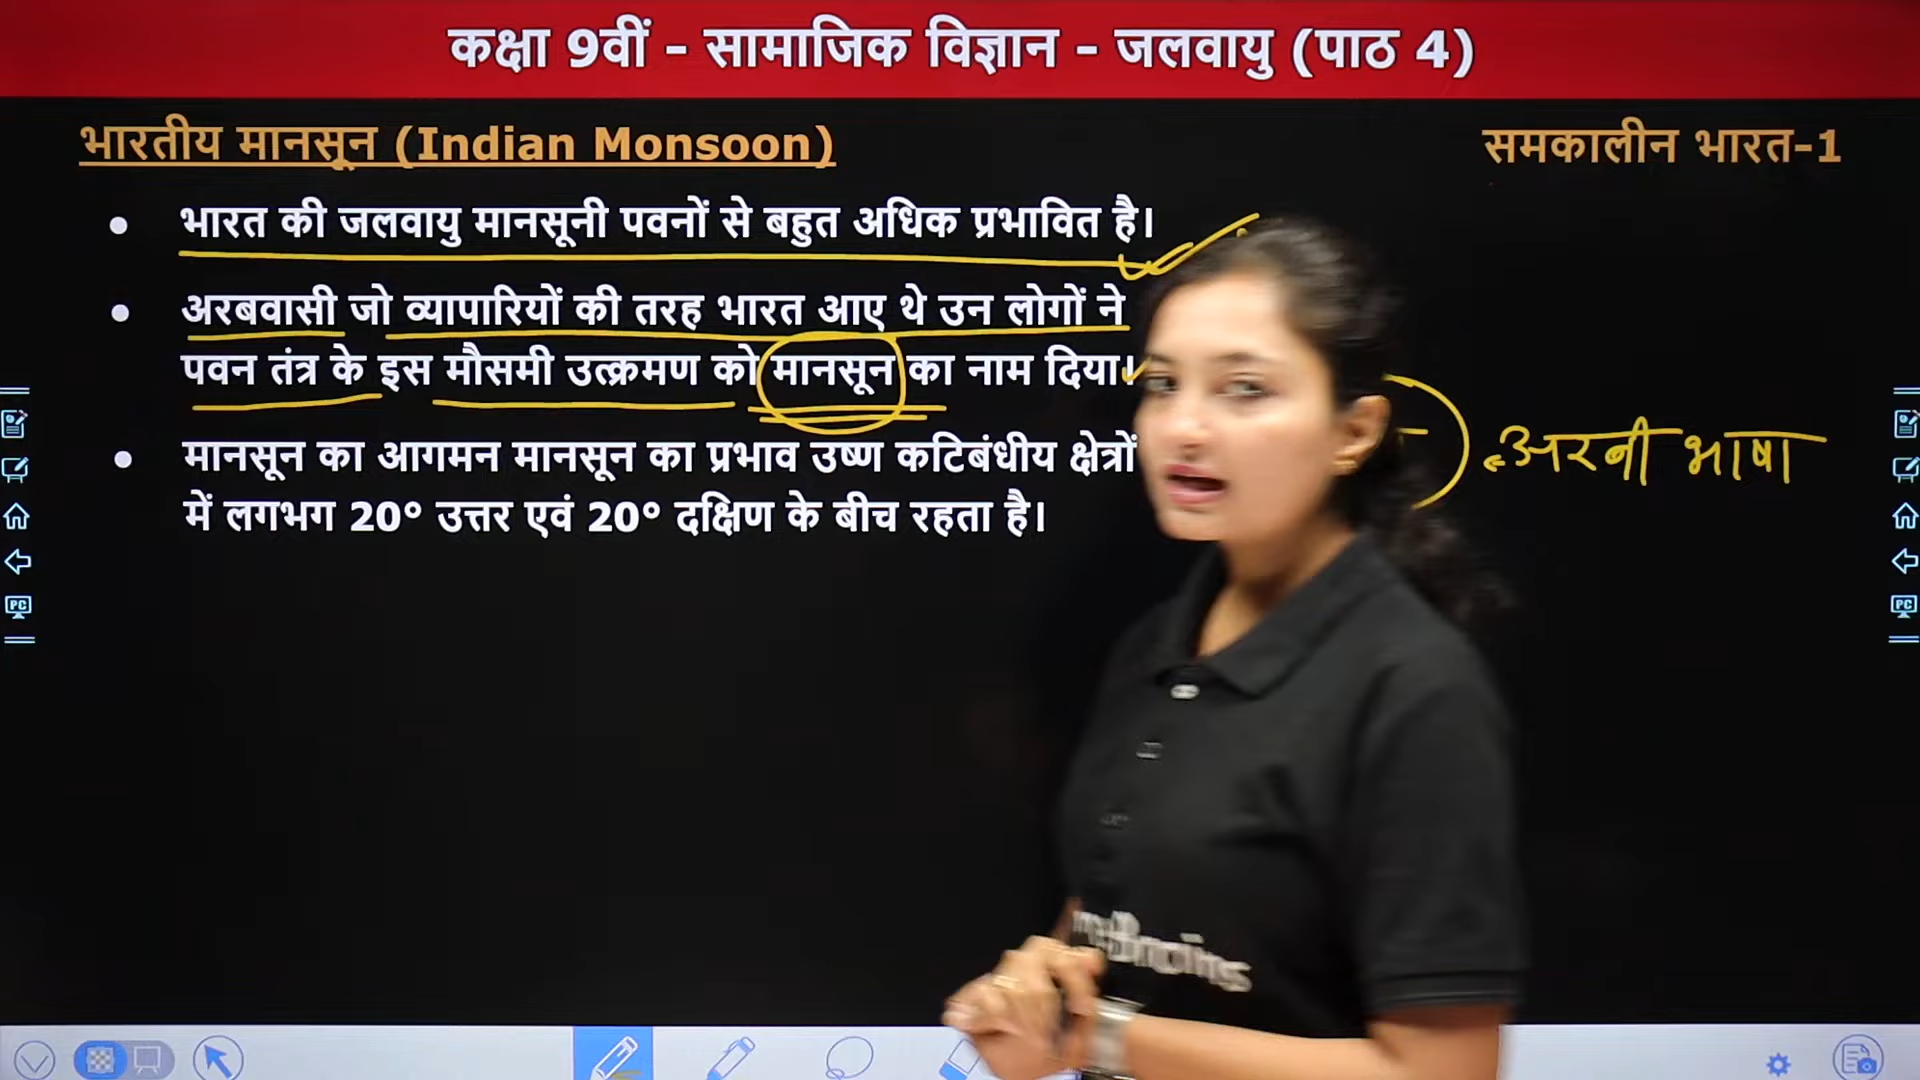 कक्षा 9वीं - सामाजिक विज्ञान - जलवायु (पाठ 4)
भारतीय मानसून (Indian Monsoon)
समकालीन भारत-1
• भारत की जलवायु मानसूनी पवनों से बहुत अधिक प्रभावित है।
• अरबवासी जो व्यापारियों की तरह भारत आए थे उन लोगों ने
पवन तंत्र के इस मौसमी उत्क्रमण को मानसून का नाम दिया।
अरबी भाषा
• मानसून का आगमन मानसून का प्रभाव उष्ण कटिबंधीय क्षेत्रों
में लगभग 20° उत्तर एवं 20° दक्षिण के बीच रहता है।
PC
PC